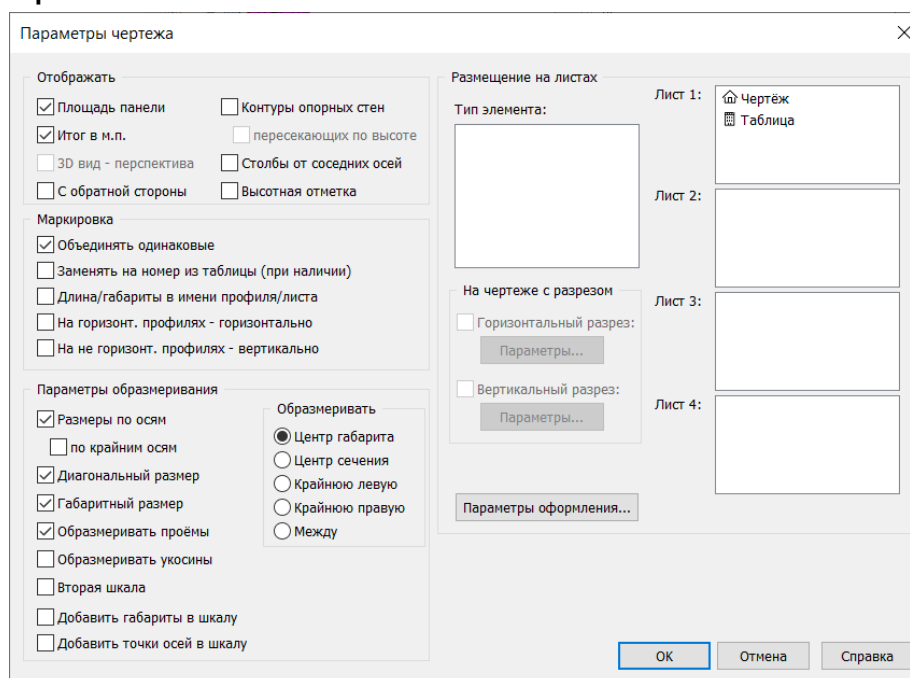 Параметры чертежа
Отображать
Площадь панели
Контуры опорных стен
Итог в м.п.
пересекающих по высоте
3D вид - перспектива
Столбы от соседних осей
С обратной стороны
Высотная отметка
Маркировка
Объединять одинаковые
Заменять на номер из таблицы (при наличии)
Длина/габариты в имени профиля/листа
На горизонт. профилях - горизонтально
На не горизонт. профилях - вертикально
Параметры образмеривания
Размеры по осям
по крайним осям
Диагональный размер
Габаритный размер
Образмеривать проёмы
Образмеривать укосины
Вторая шкала
Добавить габариты в шкалу
Добавить точки осей в шкалу
Образмеривать
Центр габарита
Центр сечения
Крайнюю левую
Крайнюю правую
Между
Размещение на листах
Тип элемента:
На чертеже с разрезом
Горизонтальный разрез:
Параметры...
Вертикальный разрез:
Параметры...
Параметры оформления...
Лист 1:
Чертёж
Таблица
Лист 2:
Лист 3:
Лист 4:
ОК
Отмена
Справка